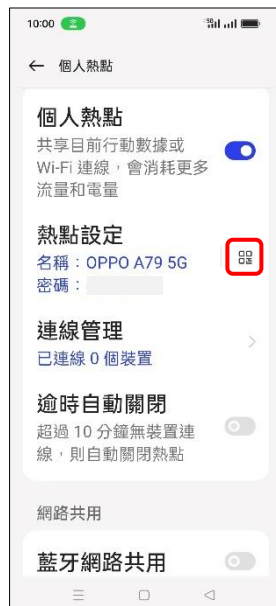 10:00
5G
個人熱點
個人熱點
共享目前行動數據或
Wi-Fi 連線，會消耗更多
流量和電量
熱點設定
名稱：OPPO A79 5G
密碼：
連線管理
已連線 0 個裝置
逾時自動關閉
超過 10 分鐘無裝置連
線，則自動關閉熱點
網路共用
藍牙網路共用